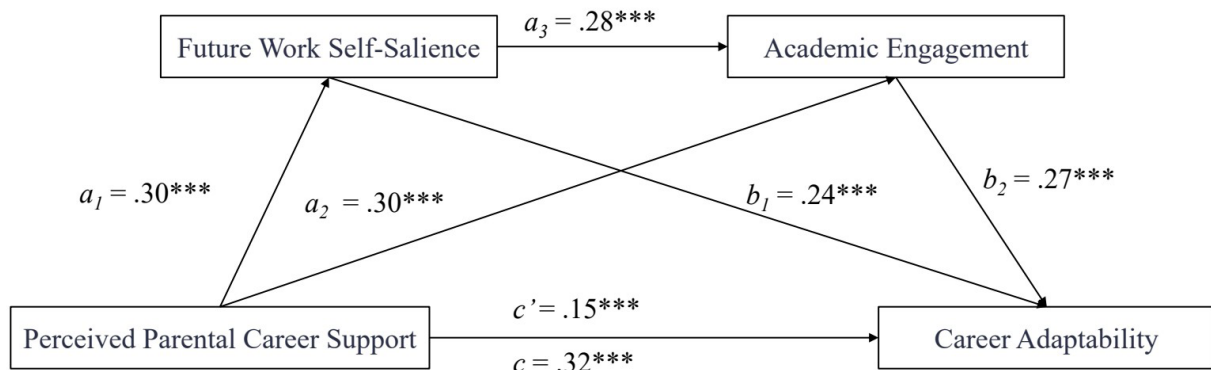 a3 = .28***
Future Work Self-Salience
Academic Engagement
a1 = .30***
a2 = .30***
b1 = .24***
b2 = .27***
c’= .15***
Perceived Parental Career Support
Career Adaptability
c = .32***